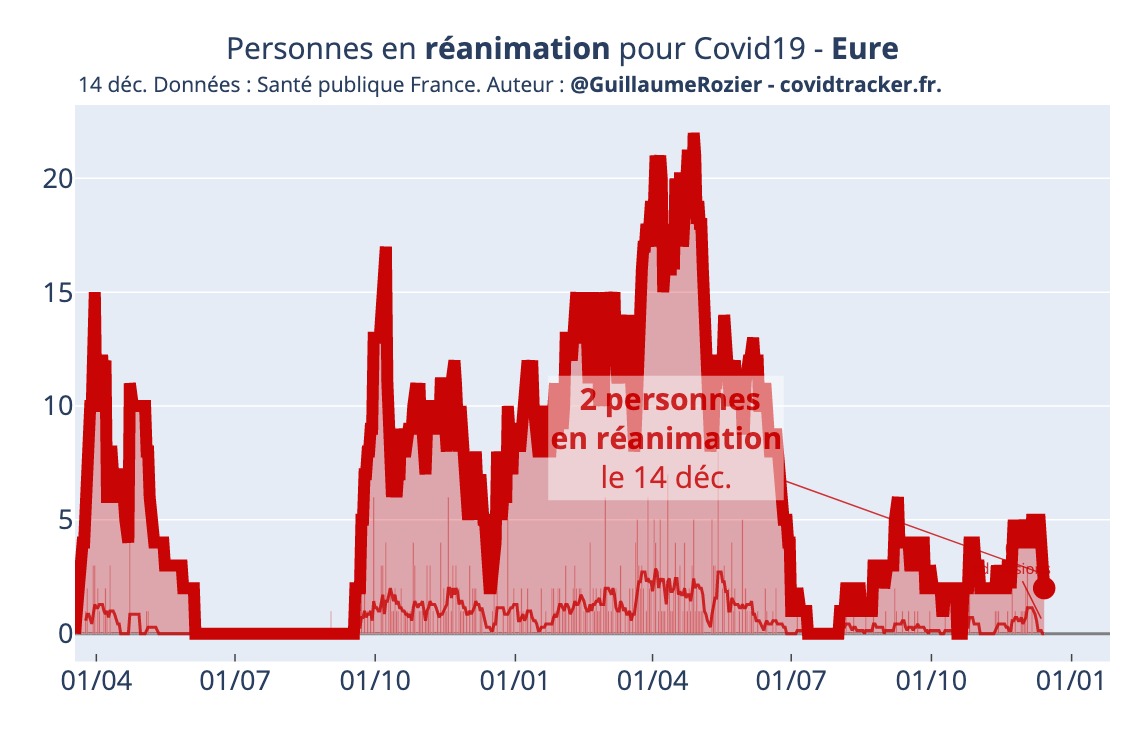 Personnes en réanimation pour Covid19 - Eure
14 déc. Données : Santé publique France. Auteur : @GuillaumeRozier - covidtracker.fr.
20
15
10
5
0
2 personnes
en réanimation
le 14 déc.
01/04
01/07
01/10
01/01
01/04
01/07
01/10
01/01